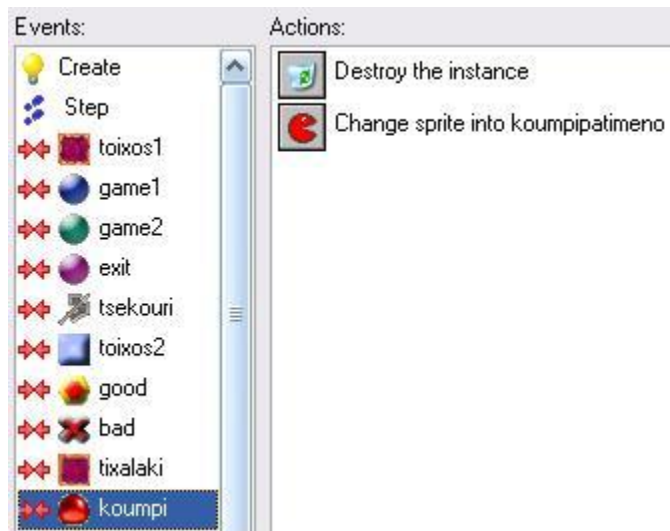 Events:
Create
Step
toixos1
game1
game2
exit
tsekouri
toixos2
good
bad
tixalaki
koumpi
Actions:
Destroy the instance
Change sprite into koumpipatimeno